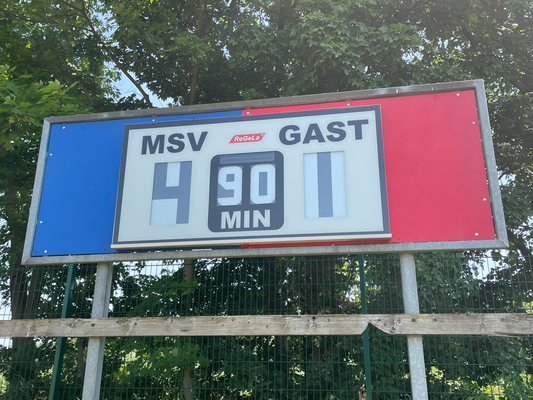 MSV ReGeLa GAST
4 90 1
MIN